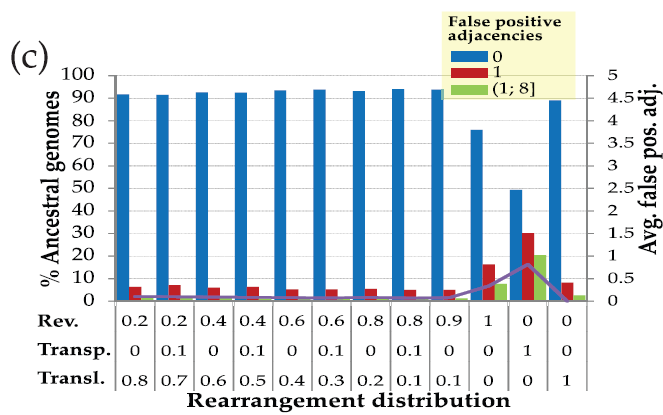 False positive
adjacencies
0
1
(1; 8]
(c)
% Ancestral genomes
100
90
80
70
60
50
40
30
20
10
0
5
4.5
4
3.5
3
2.5
2
1.5
1
0.5
0
Avg. false pos. adj.
Rev. 0.2 0.2 0.4 0.4 0.6 0.6 0.8 0.8 0.9 1 0 0
Transp. 0 0.1 0 0.1 0 0.1 0 0.1 0 0 1 0
Transl. 0.8 0.7 0.6 0.5 0.4 0.3 0.2 0.1 0.1 0 0 1
Rearrangement distribution